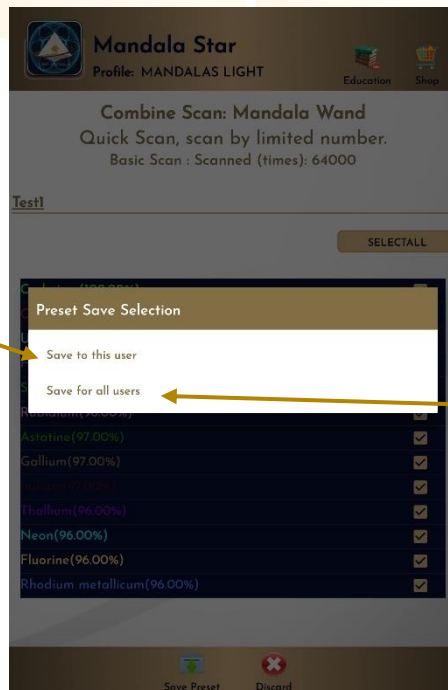 Mandala Star
Profile: MANDALAS LIGHT
Education
Shop
Combine Scan: Mandala Wand
Quick Scan, scan by limited number.
Basic Scan : Scanned (times): 64000
Test1
SELECTALL
Preset Save Selection
Save to this user
Save for all users
Astatine(97.00%)
Gallium(97.00%)
Thallium(96.00%)
Neon(96.00%)
Fluorine(96.00%)
Rhodium metallicum(96.00%)
Save Preset
Discard